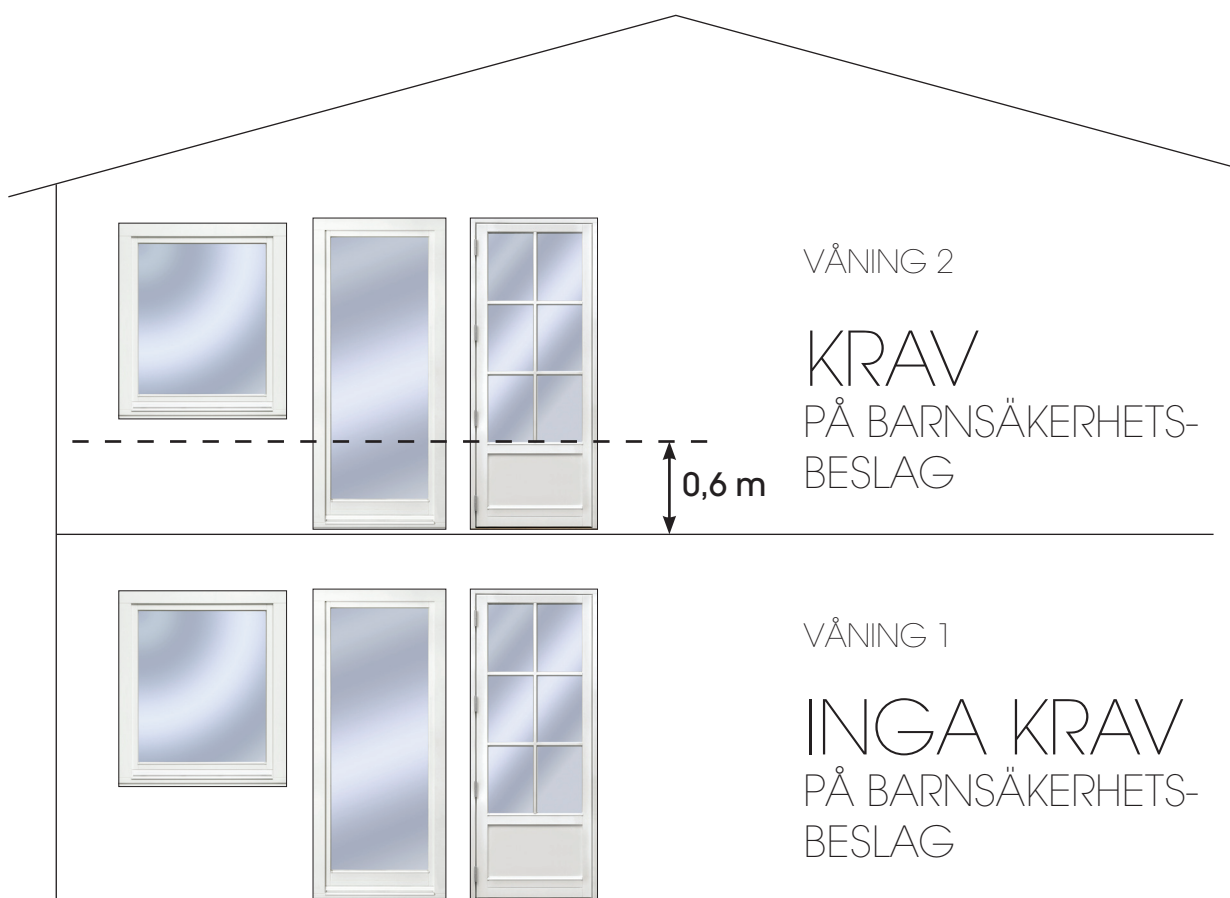 VÅNING 2
KRAV
PÅ BARNSÄKERHETS-
BESLAG
0,6 m
VÅNING 1
INGA KRAV
PÅ BARNSÄKERHETS-
BESLAG